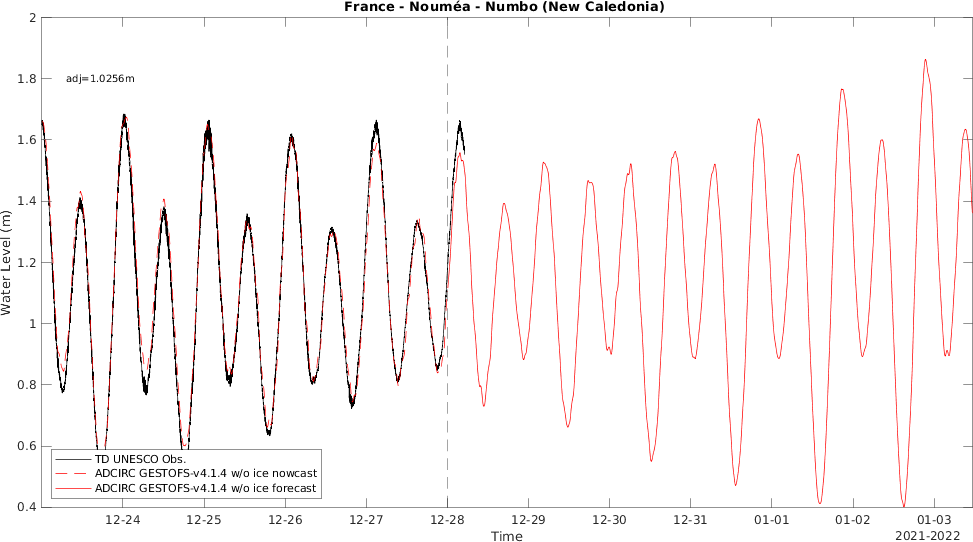 France - Nouméa - Numbo (New Caledonia)
2
1.8
1.6
1.4
1.2
1
0.8
0.6
0.4
Water Level (m)
adj=1.0256m
TD UNESCO Obs.
ADCIRC GESTOFS-v4.1.4 w/o ice nowcast
ADCIRC GESTOFS-v4.1.4 w/o ice forecast
12-24 12-25 12-26 12-27 12-28 12-29 12-30 12-31 01-01 01-02 01-03
Time
2021-2022